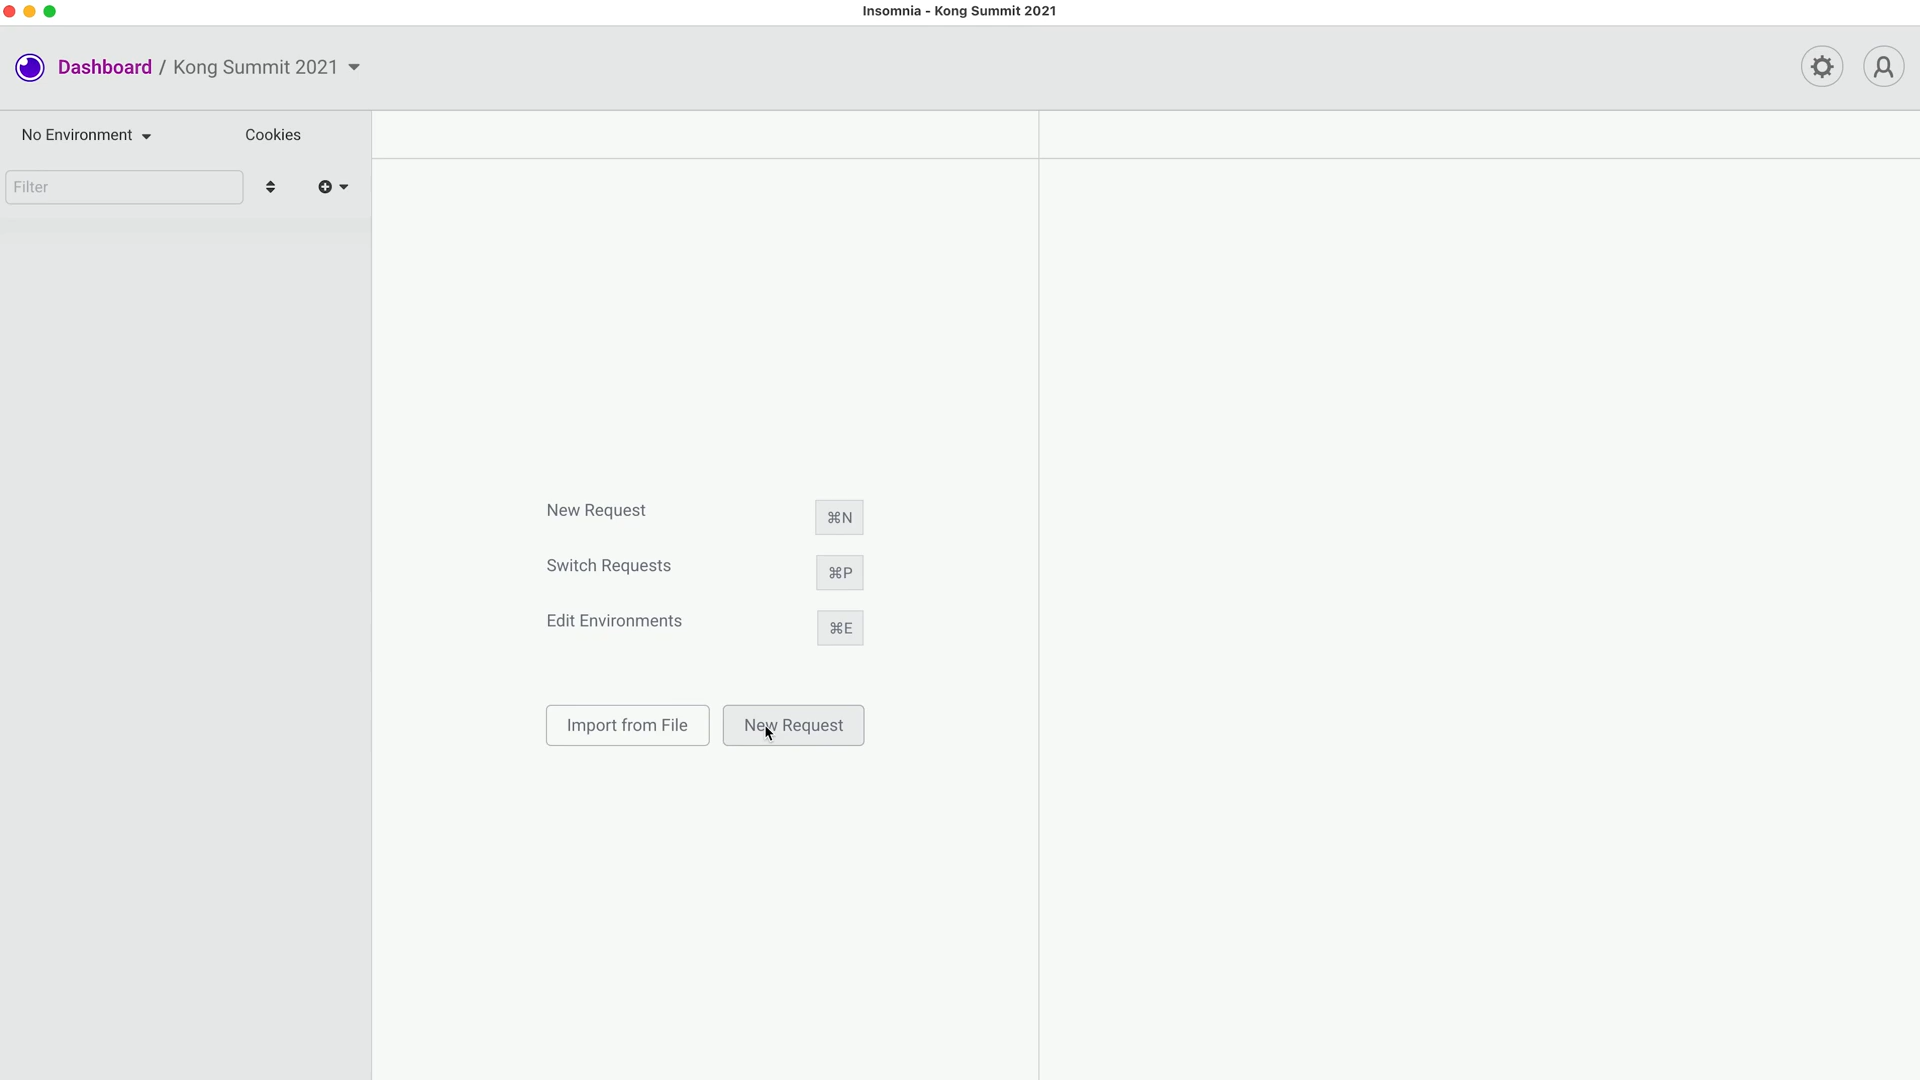 Insomnia - Kong Summit 2021
Dashboard / Kong Summit 2021
No Environment
Cookies
Filter
New Request ⌘N
Switch Requests ⌘P
Edit Environments ⌘E
Import from File
New Request